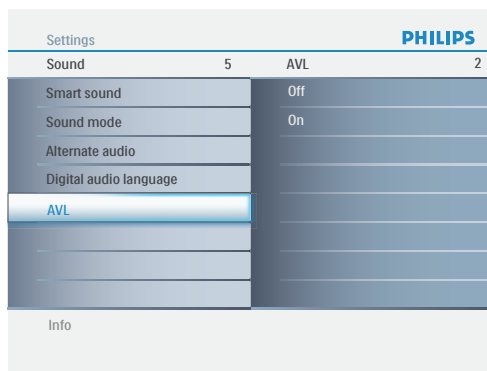 Settings PHILIPS
Sound 5 AVL 2
Smart sound Off
Sound mode On
Alternate audio
Digital audio language
AVL
Info